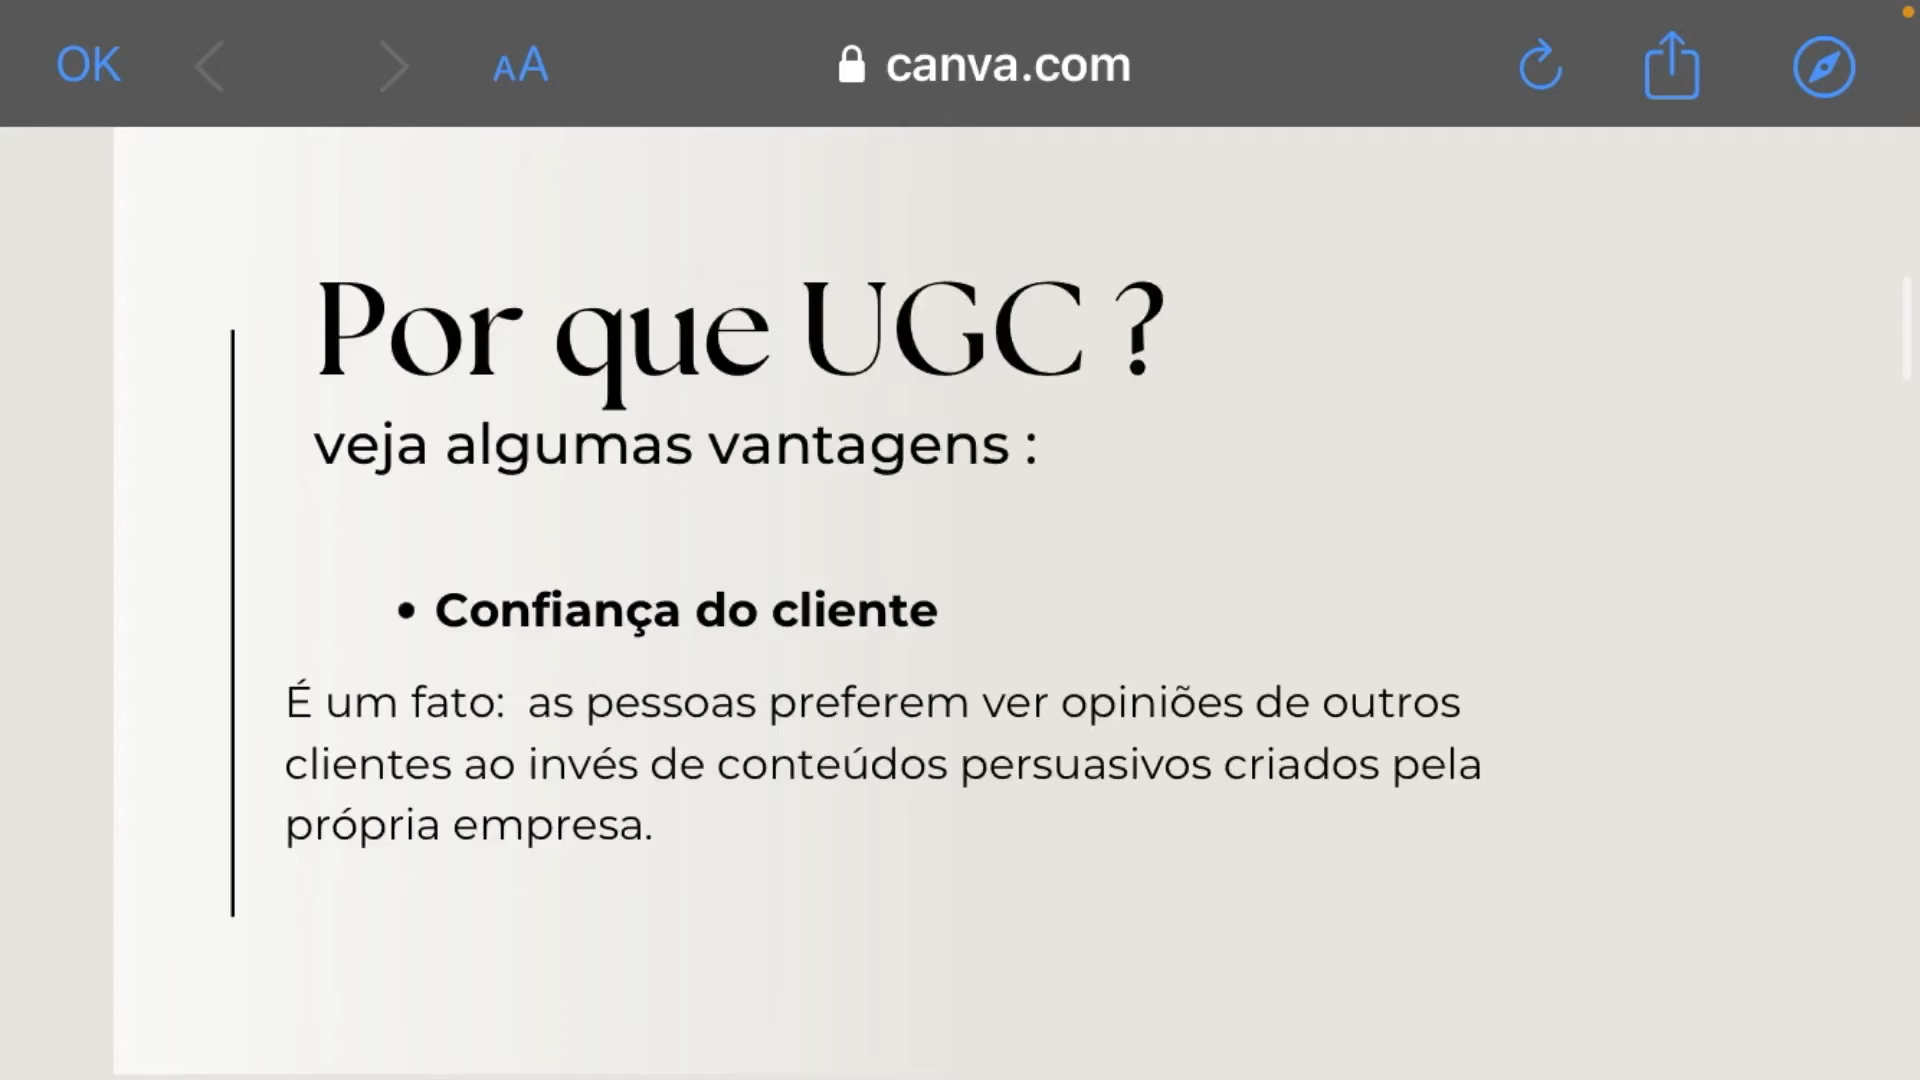 OK
AA
canva.com
Por que UGC ?
veja algumas vantagens :
• Confiança do cliente
É um fato:  as pessoas preferem ver opiniões de outros
clientes ao invés de conteúdos persuasivos criados pela
própria empresa.